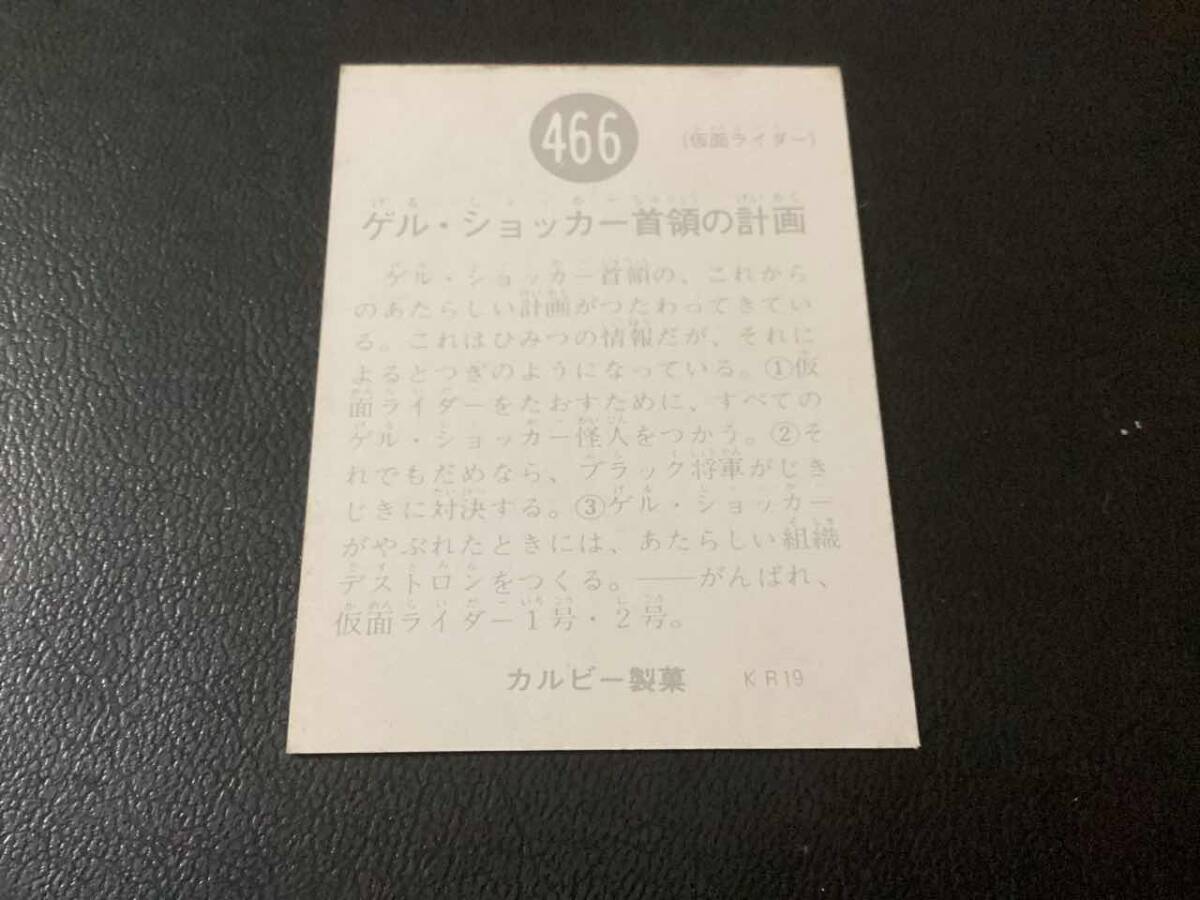 466
(仮面ライダー)
ゲル・ショッカー首領の計画
ゲル・ショッカー首領の、これから
のあたらしい計画がつたわってきてい
る。これはひみつの情報だが、それに
よるとつぎのようになっている。①仮
面ライダーをたおすために、すべての
ゲル・ショッカー怪人をつかう。②そ
れでもだめなら、ブラック将軍がじき
じきに対決する。③ゲル・ショッカー
がやぶれたときには、あたらしい組織
デストロンをつくる。――がんばれ、
仮面ライダー1号・2号。
カルビー製菓 KR19